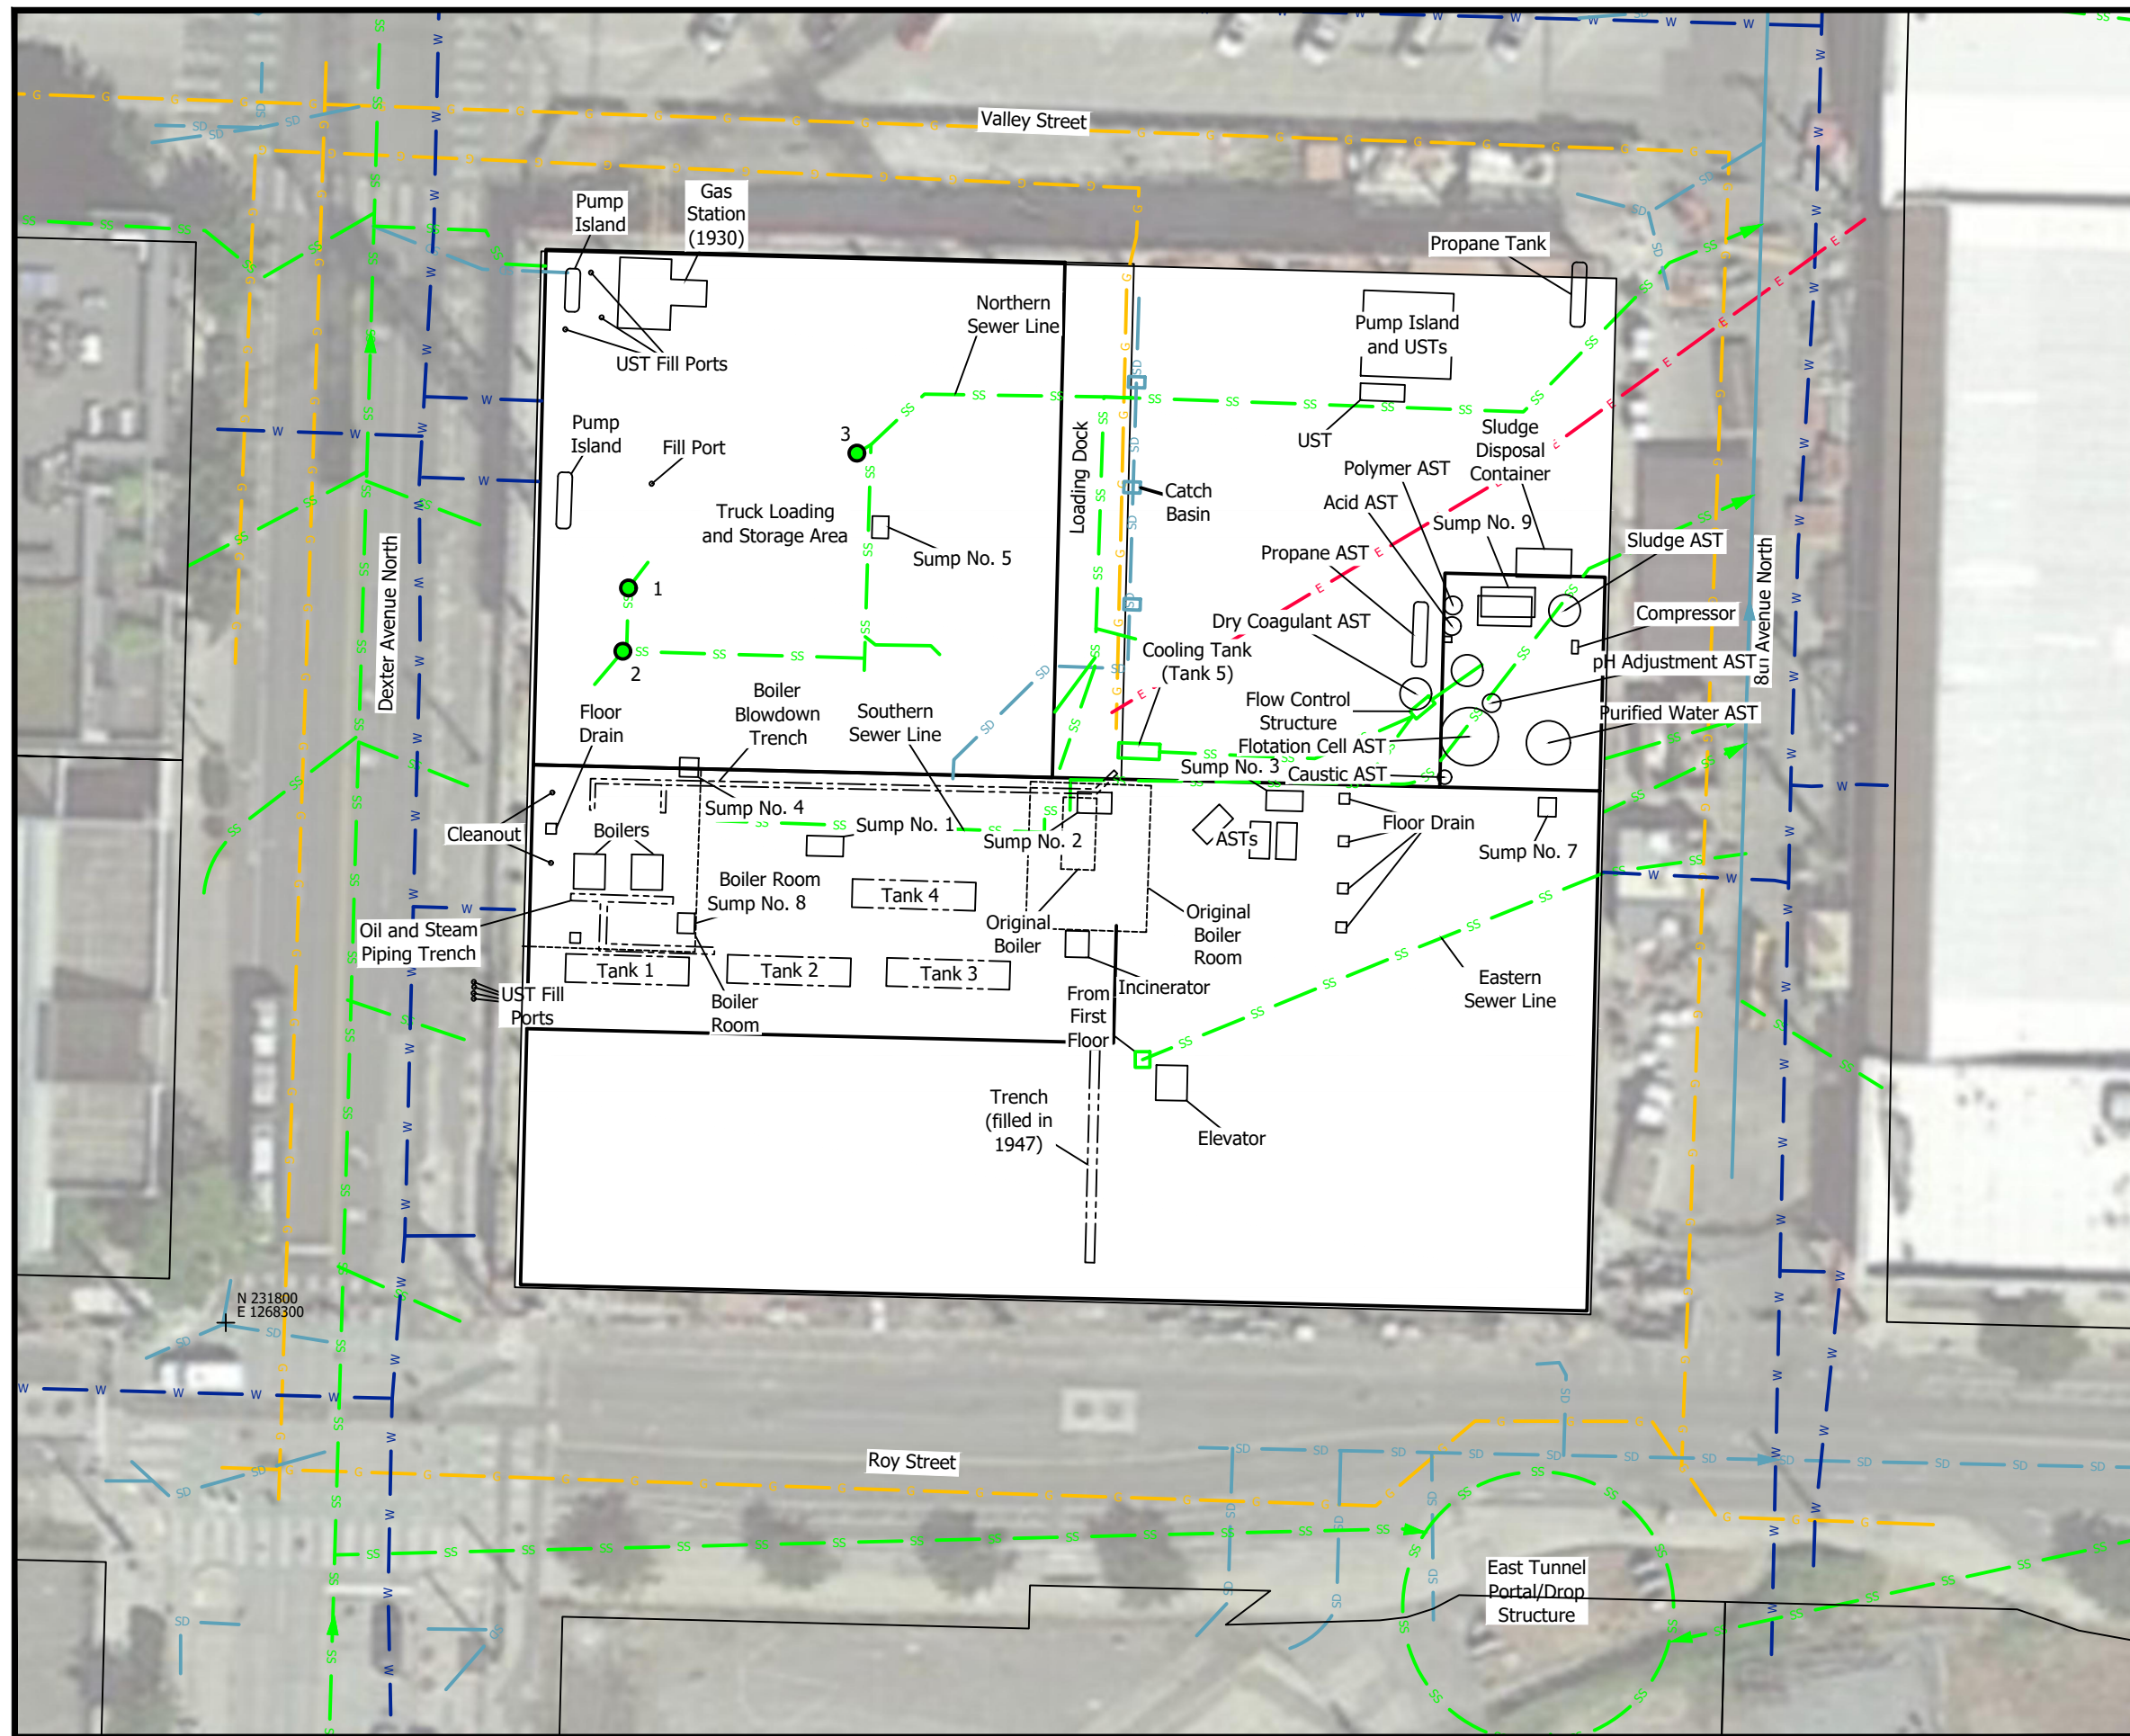 Valley Street
Pump
Island
Gas
Station
(1930)
Propane Tank
Northern
Sewer Line
Pump Island
and USTs
UST Fill Ports
UST
Pump
Island
Fill Port
3
Loading Dock
Sludge
Disposal
Container
Polymer AST
Acid AST
Catch
Basin
Sump No. 9
Truck Loading
and Storage Area
Sump No. 5
Propane AST
Sludge AST
8th Avenue North
Dexter Avenue North
1
Dry Coagulant AST
Compressor
2
Cooling Tank
(Tank 5)
pH Adjustment AST
Boiler
Blowdown
Trench
Floor
Drain
Southern
Sewer Line
Flow Control
Structure
Purified Water AST
Flotation Cell AST
Sump No. 3
Caustic AST
Sump No. 4
Cleanout
Boilers
Sump No. 1
Sump No. 2
ASTs
Floor Drain
Sump No. 7
Boiler Room
Sump No. 8
Tank 4
Original
Boiler
Original
Boiler
Room
Oil and Steam
Piping Trench
Tank 1
Tank 2
Tank 3
Incinerator
Eastern
Sewer Line
UST Fill
Ports
Boiler
Room
From
First
Floor
Trench
(filled in
1947)
Elevator
N 231800
E 1268300
Roy Street
East Tunnel
Portal/Drop
Structure